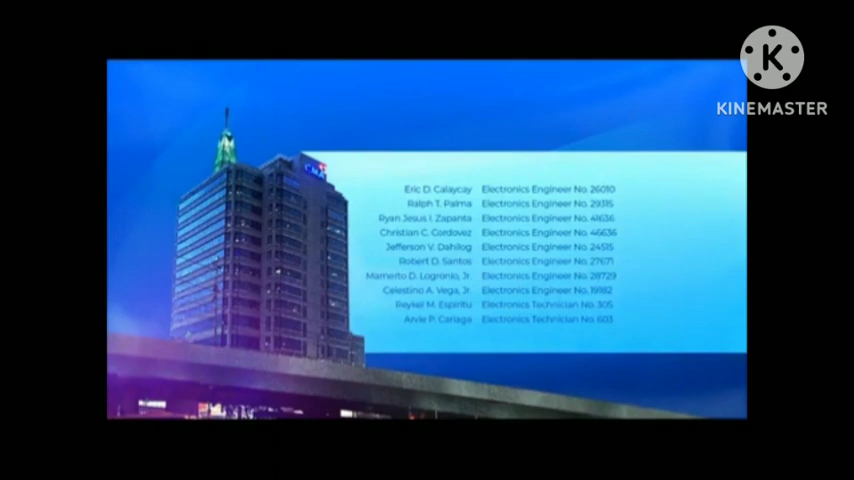 KINEMASTER
GMA
Eric D. Calaycay Electronics Engineer No. 26010
Ralph T. Palma Electronics Engineer No. 29315
Ryan Jesus I. Zapanta Electronics Engineer No. 41636
Christian C. Cordovez Electronics Engineer No. 46636
Jefferson V. Dahilog Electronics Engineer No. 24515
Robert D. Santos Electronics Engineer No. 27671
Mamerto D. Logronio, Jr. Electronics Engineer No. 28729
Celestino A. Vega, Jr. Electronics Engineer No. 19182
Reykel M. Espiritu Electronics Technician No. 305
Arvie P. Cariaga Electronics Technician No. 603